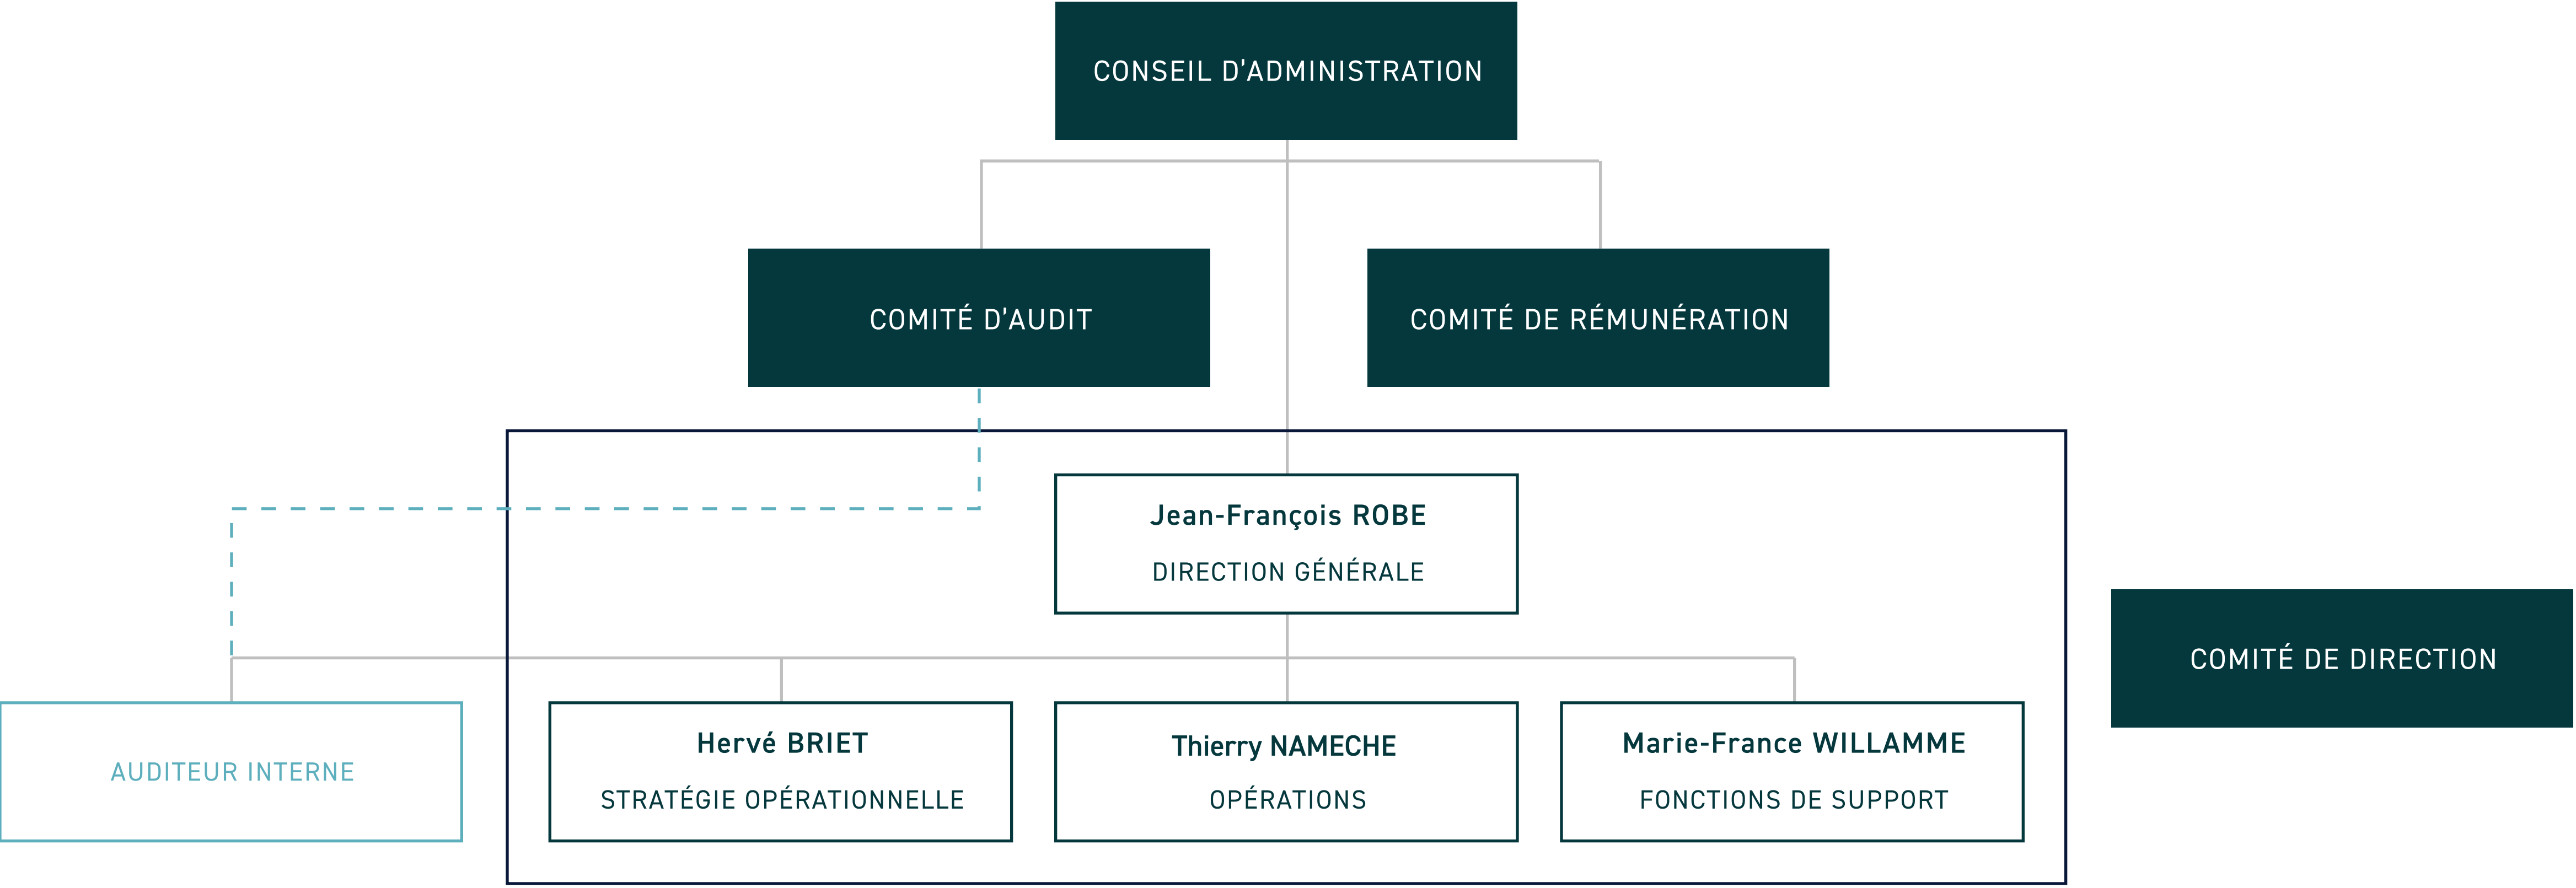 CONSEIL D’ADMINISTRATION
COMITÉ D’AUDIT
COMITÉ DE RÉMUNÉRATION
Jean-François ROBE
DIRECTION GÉNÉRALE
COMITÉ DE DIRECTION
AUDITEUR INTERNE
Hervé BRIET
STRATÉGIE OPÉRATIONNELLE
Thierry NAMECHE
OPÉRATIONS
Marie-France WILLAMME
FONCTIONS DE SUPPORT